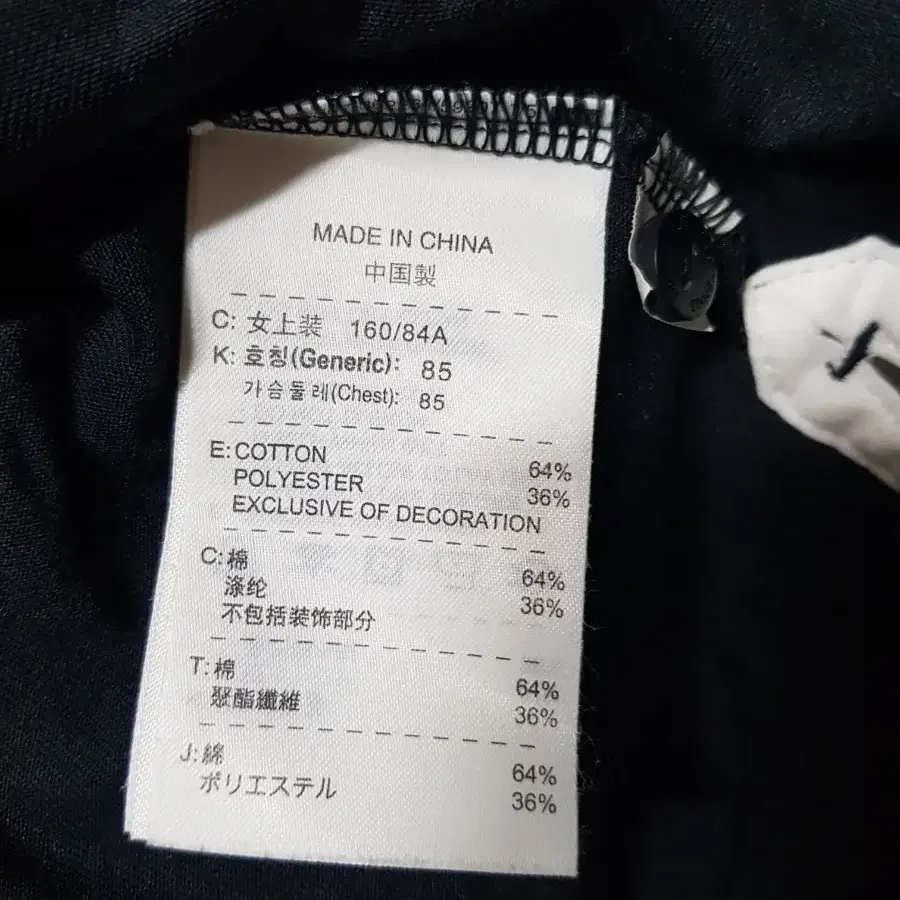 MADE IN CHINA
中国製
C: 女上装 160/84A
K: 호칭(Generic): 85
가슴둘레(Chest): 85
E: COTTON 64%
POLYESTER 36%
EXCLUSIVE OF DECORATION
C: 棉 64%
涤纶 36%
不包括装饰部分
T: 棉 64%
聚酯纖維 36%
J: 綿 64%
ポリエステル 36%